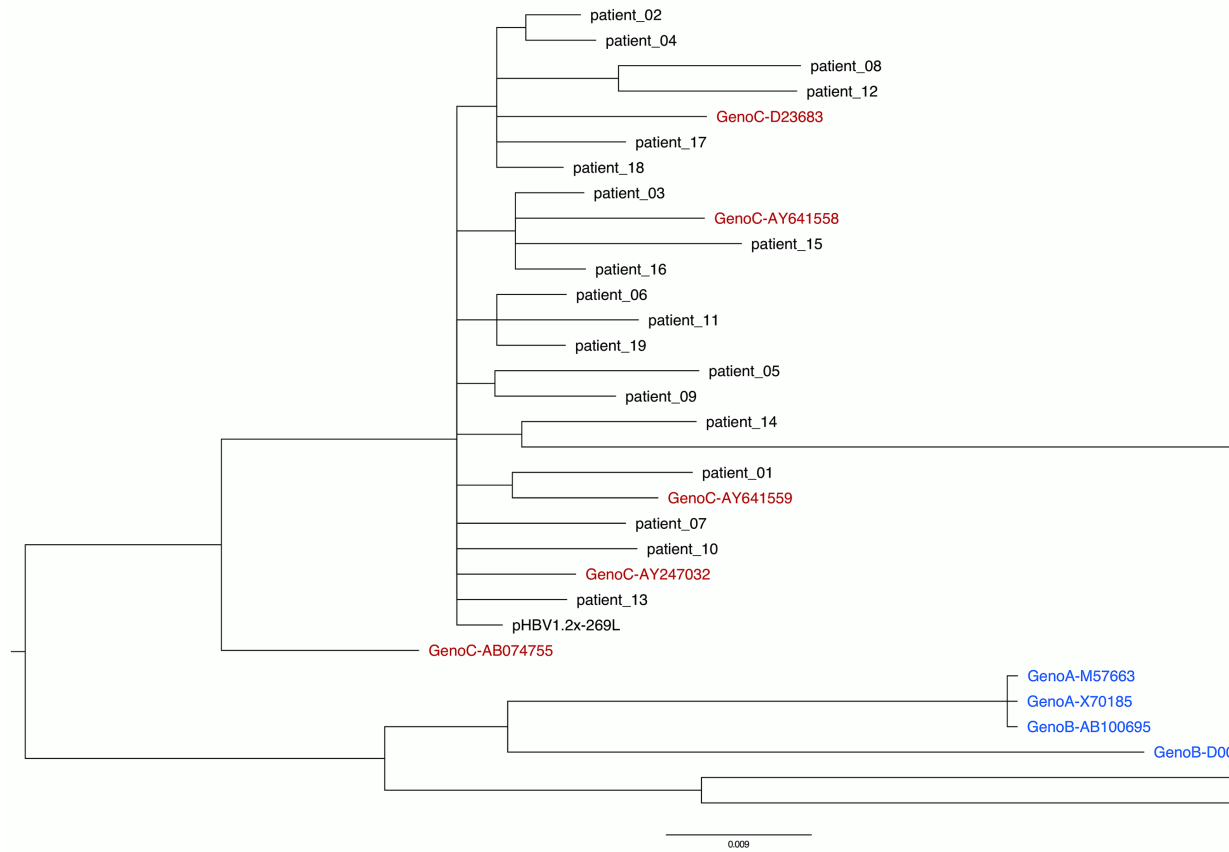 patient_02
patient_04
patient_08
patient_12
GenoC-D23683
patient_17
patient_18
patient_03
GenoC-AY641558
patient_15
patient_16
patient_06
patient_11
patient_19
patient_05
patient_09
patient_14
patient_01
GenoC-AY641559
patient_07
patient_10
GenoC-AY247032
patient_13
pHBV1.2x-269L
GenoC-AB074755
GenoA-M57663
GenoA-X70185
GenoB-AB100695
GenoB-D00
0.009